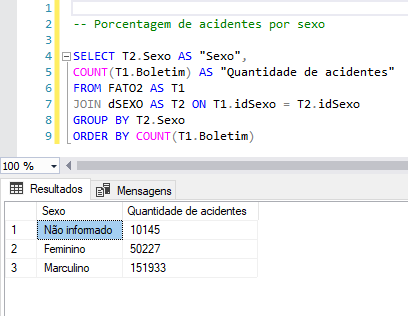 1
2 -- Porcentagem de acidentes por sexo
3
4 SELECT T2.Sexo AS "Sexo",
5 COUNT(T1.Boletim) AS "Quantidade de acidentes"
6 FROM FATO2 AS T1
7 JOIN dSEXO AS T2 ON T1.idSexo = T2.idSexo
8 GROUP BY T2.Sexo
9 ORDER BY COUNT(T1.Boletim)
100 %
Resultados Mensagens
Sexo Quantidade de acidentes
1 Não informado 10145
2 Feminino 50227
3 Marculino 151933